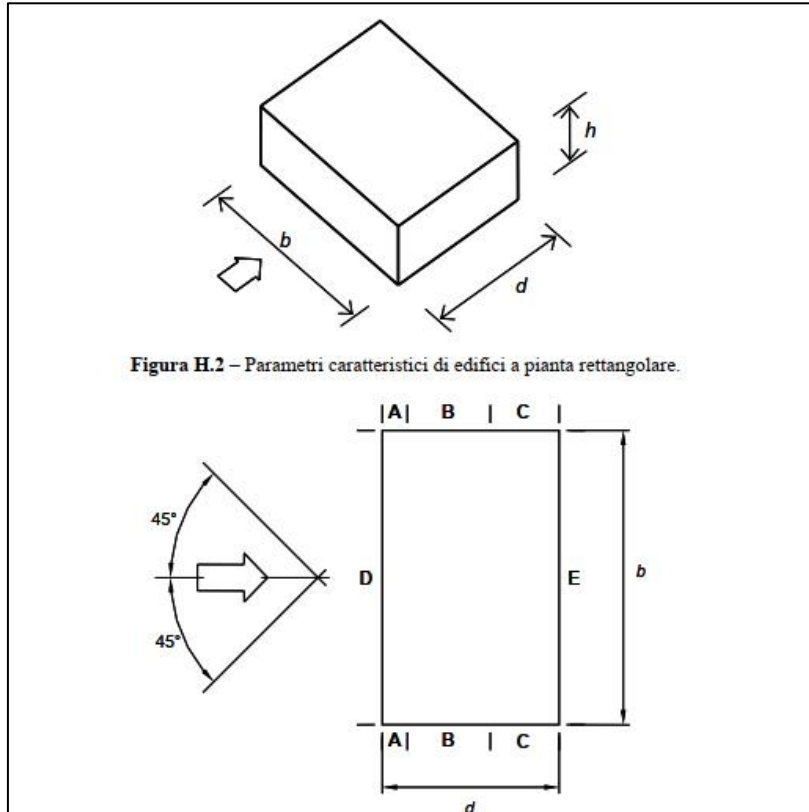 h
b
d
Figura H.2 – Parametri caratteristici di edifici a pianta rettangolare.
|A| B | C |
45°
D
E
b
45°
|A| B | C |
d